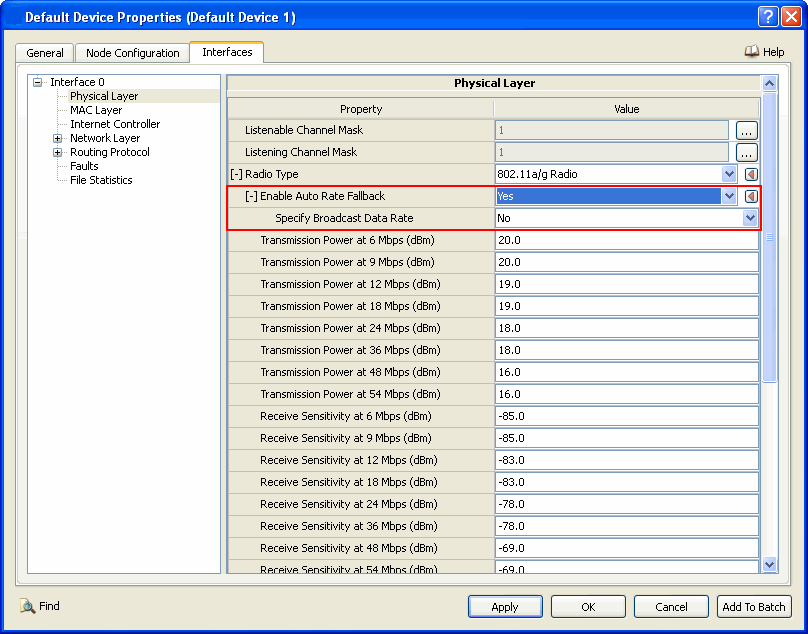 Default Device Properties (Default Device 1)
General Node Configuration Interfaces Help
Interface 0
Physical Layer
MAC Layer
Internet Controller
Network Layer
Routing Protocol
Faults
File Statistics
Physical Layer
Property Value
Listenable Channel Mask 1 ...
Listening Channel Mask 1 ...
[-] Radio Type 802.11a/g Radio
[-] Enable Auto Rate Fallback Yes
Specify Broadcast Data Rate No
Transmission Power at 6 Mbps (dBm) 20.0
Transmission Power at 9 Mbps (dBm) 20.0
Transmission Power at 12 Mbps (dBm) 19.0
Transmission Power at 18 Mbps (dBm) 19.0
Transmission Power at 24 Mbps (dBm) 18.0
Transmission Power at 36 Mbps (dBm) 18.0
Transmission Power at 48 Mbps (dBm) 16.0
Transmission Power at 54 Mbps (dBm) 16.0
Receive Sensitivity at 6 Mbps (dBm) -85.0
Receive Sensitivity at 9 Mbps (dBm) -85.0
Receive Sensitivity at 12 Mbps (dBm) -83.0
Receive Sensitivity at 18 Mbps (dBm) -83.0
Receive Sensitivity at 24 Mbps (dBm) -78.0
Receive Sensitivity at 36 Mbps (dBm) -78.0
Receive Sensitivity at 48 Mbps (dBm) -69.0
Receive Sensitivity at 54 Mbps (dBm) -69.0
Find Apply OK Cancel Add To Batch